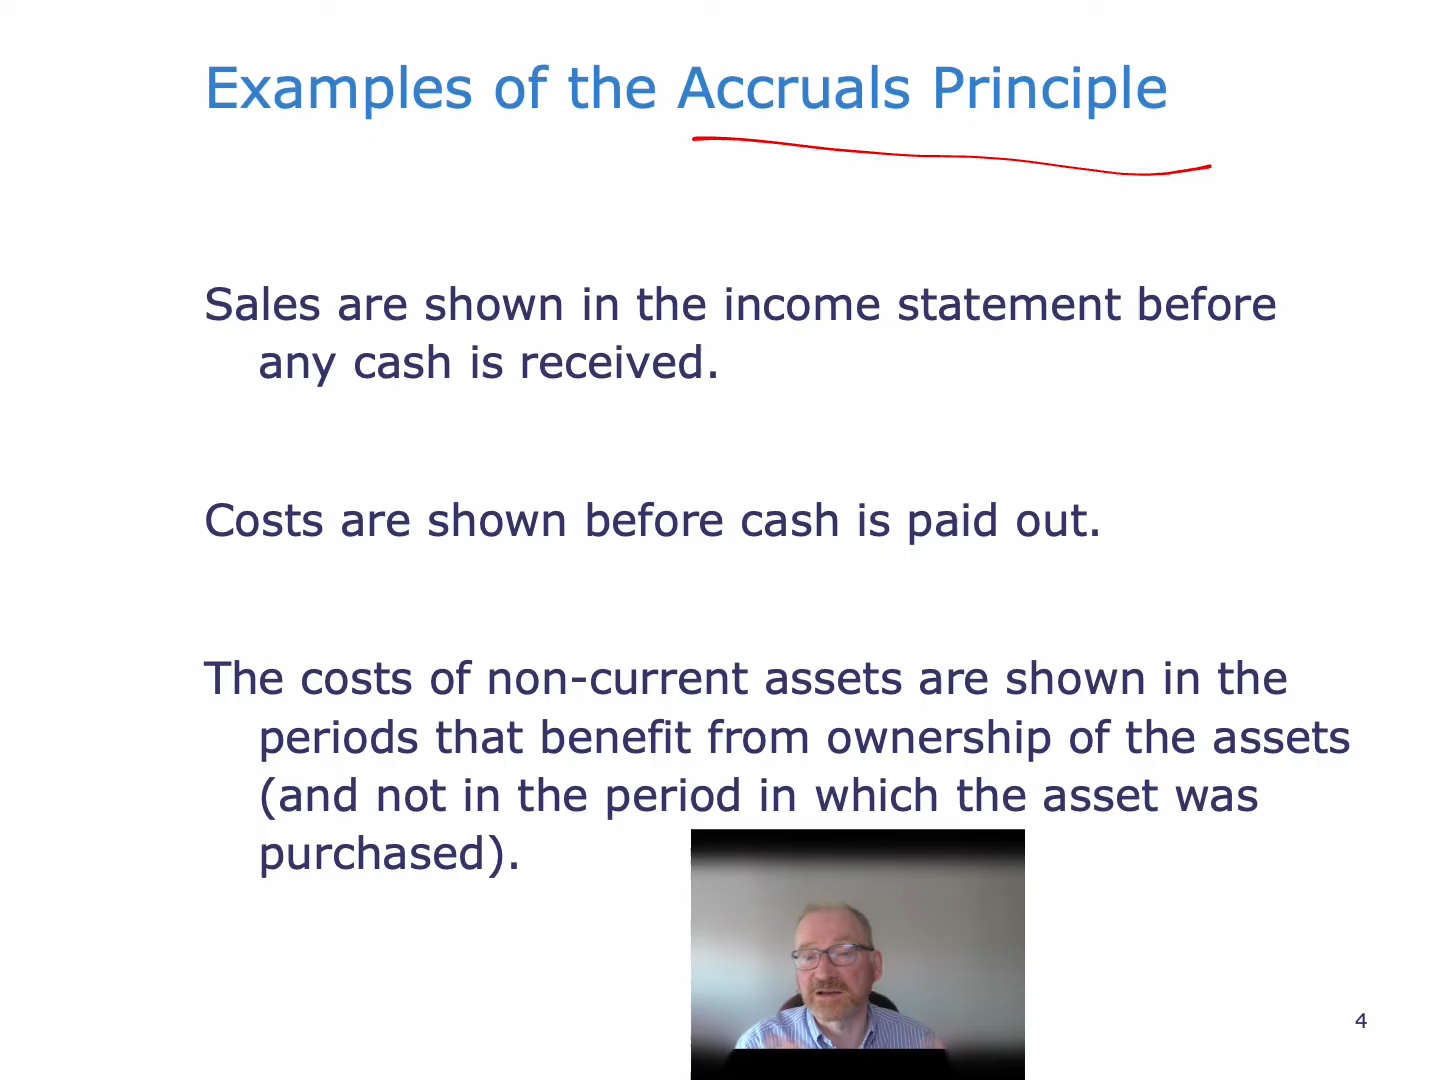 Examples of the Accruals Principle
Sales are shown in the income statement before
any cash is received.
Costs are shown before cash is paid out.
The costs of non-current assets are shown in the
periods that benefit from ownership of the assets
(and not in the period in which the asset was
purchased).
4